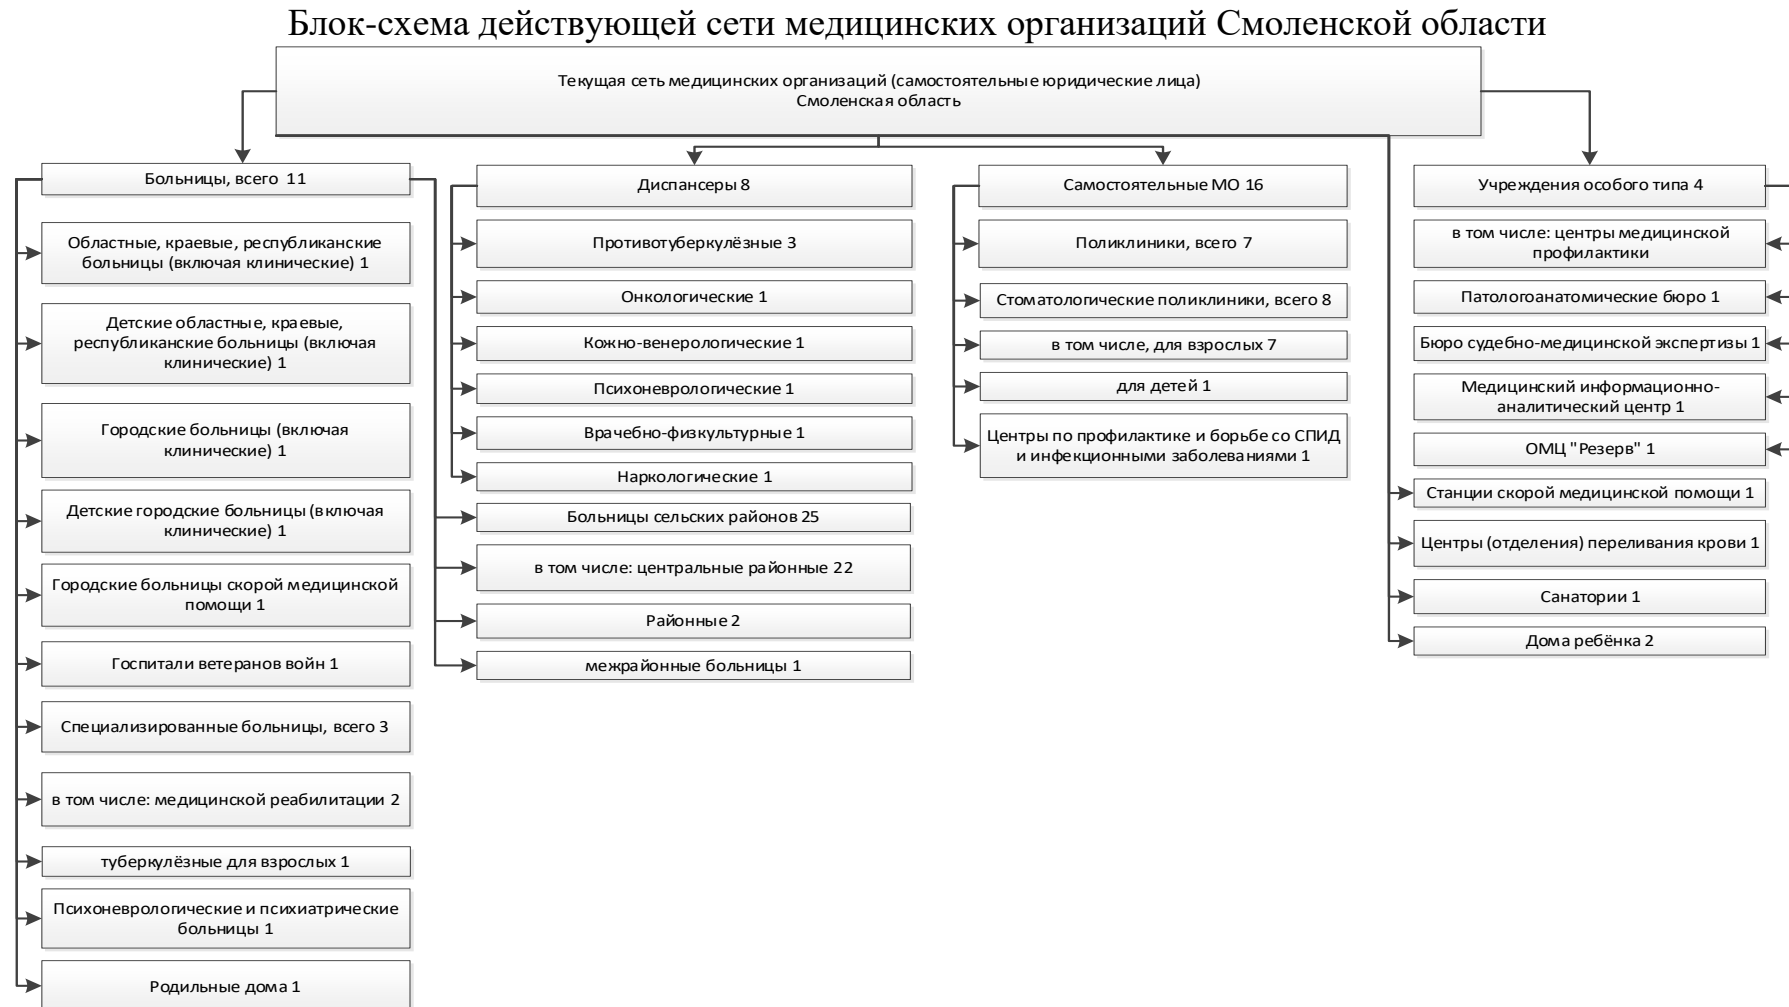 Блок-схема действующей сети медицинских организаций Смоленской области
Текущая сеть медицинских организаций (самостоятельные юридические лица)
Смоленская область
Больницы, всего 11
Областные, краевые, республиканские
больницы (включая клинические) 1
Детские областные, краевые,
республиканские больницы (включая
клинические) 1
Городские больницы (включая
клинические) 1
Детские городские больницы (включая
клинические) 1
Городские больницы скорой медицинской
помощи 1
Госпитали ветеранов войн 1
Специализированные больницы, всего 3
в том числе: медицинской реабилитации 2
туберкулёзные для взрослых 1
Психоневрологические и психиатрические
больницы 1
Родильные дома 1
Диспансеры 8
Противотуберкулёзные 3
Онкологические 1
Кожно-венерологические 1
Психоневрологические 1
Врачебно-физкультурные 1
Наркологические 1
Больницы сельских районов 25
в том числе: центральные районные 22
Районные 2
межрайонные больницы 1
Самостоятельные МО 16
Поликлиники, всего 7
Стоматологические поликлиники, всего 8
в том числе, для взрослых 7
для детей 1
Центры по профилактике и борьбе со СПИД
и инфекционными заболеваниями 1
Учреждения особого типа 4
в том числе: центры медицинской
профилактики
Патологоанатомические бюро 1
Бюро судебно-медицинской экспертизы 1
Медицинский информационно-
аналитический центр 1
ОМЦ "Резерв" 1
Станции скорой медицинской помощи 1
Центры (отделения) переливания крови 1
Санатории 1
Дома ребёнка 2